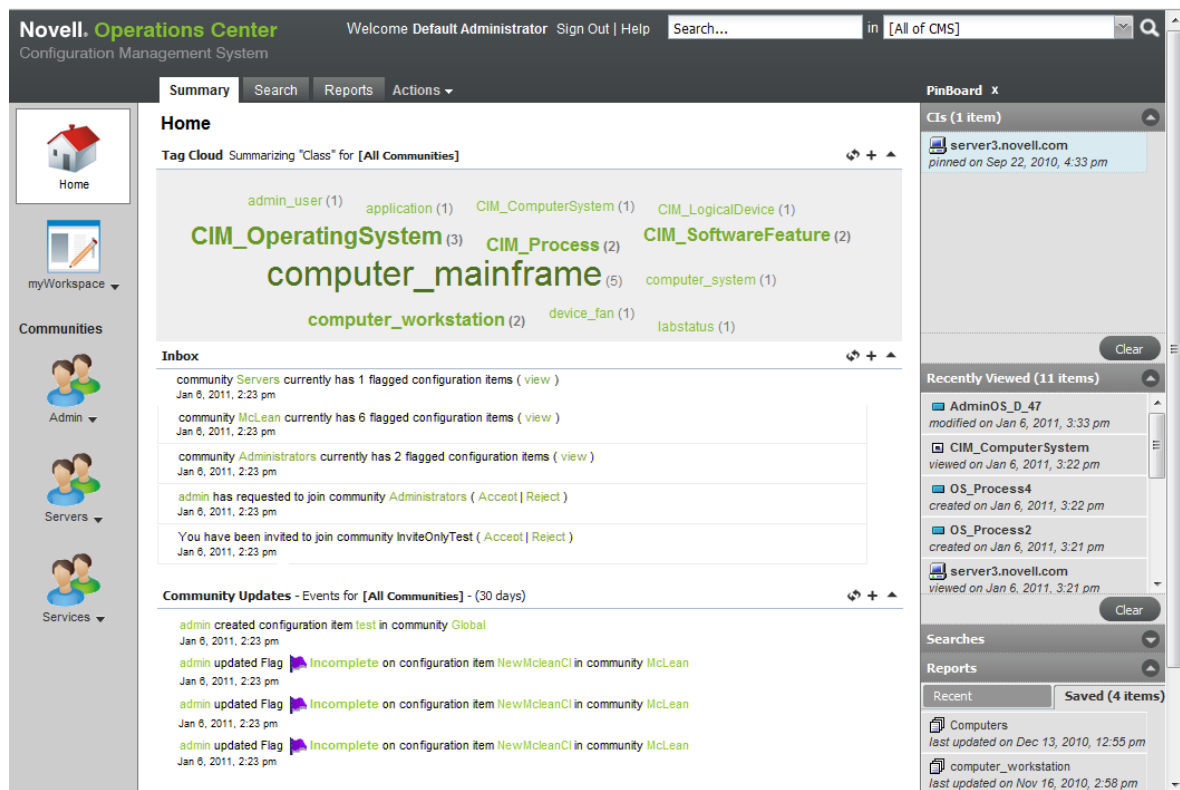 Novell. Operations Center
Configuration Management System
Welcome Default Administrator Sign Out | Help
Search...
in
[All of CMS]
Summary
Search
Reports
Actions
Home
myWorkspace
Communities
Admin
Servers
Services
Home
Tag Cloud Summarizing "Class" for [All Communities]
admin_user (1)
application (1)
CIM_ComputerSystem (1)
CIM_LogicalDevice (1)
CIM_OperatingSystem (3)
CIM_Process (2)
CIM_SoftwareFeature (2)
computer_mainframe (5)
computer_system (1)
computer_workstation (2)
device_fan (1)
labstatus (1)
Inbox
community Servers currently has 1 flagged configuration items ( view )
Jan 6, 2011, 2:23 pm
community McLean currently has 6 flagged configuration items ( view )
Jan 6, 2011, 2:23 pm
community Administrators currently has 2 flagged configuration items ( view )
Jan 6, 2011, 2:23 pm
admin has requested to join community Administrators ( Accept | Reject )
Jan 6, 2011, 2:23 pm
You have been invited to join community InviteOnlyTest ( Accept | Reject )
Jan 6, 2011, 2:23 pm
Community Updates - Events for [All Communities] - (30 days)
admin created configuration item test in community Global
Jan 6, 2011, 2:23 pm
admin updated Flag Incomplete on configuration item NewMcleanCI in community McLean
Jan 6, 2011, 2:23 pm
admin updated Flag Incomplete on configuration item NewMcleanCI in community McLean
Jan 6, 2011, 2:23 pm
admin updated Flag Incomplete on configuration item NewMcleanCI in community McLean
Jan 6, 2011, 2:23 pm
PinBoard x
CIs (1 item)
server3.novell.com
pinned on Sep 22, 2010, 4:33 pm
Clear
Recently Viewed (11 items)
AdminOS_D_47
modified on Jan 6, 2011, 3:33 pm
CIM_ComputerSystem
viewed on Jan 6, 2011, 3:22 pm
OS_Process4
created on Jan 6, 2011, 3:22 pm
OS_Process2
created on Jan 6, 2011, 3:21 pm
server3.novell.com
viewed on Jan 6, 2011, 3:21 pm
Clear
Searches
Reports
Recent
Saved (4 items)
Computers
last updated on Dec 13, 2010, 12:55 pm
computer_workstation
last updated on Nov 16, 2010, 2:58 pm